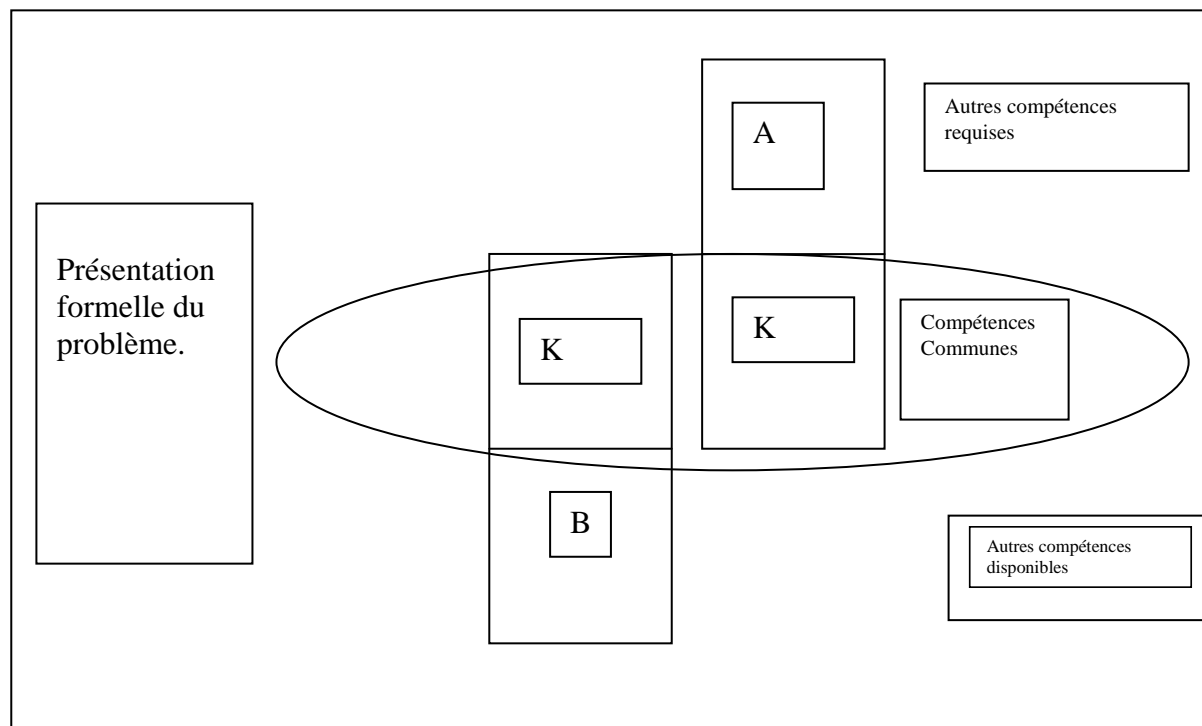 A
Autres compétences
requises
Présentation
formelle du
problème.
K
K
Compétences
Communes
B
Autres compétences
disponibles